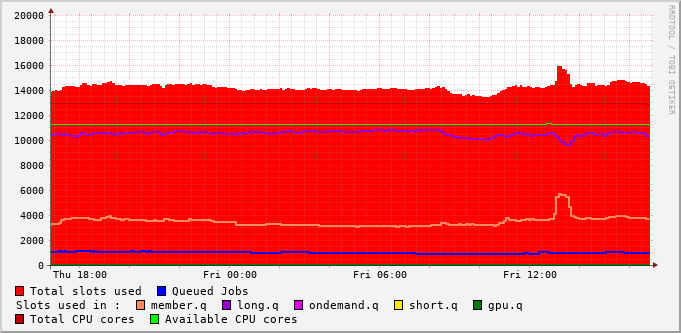 RRDTOOL / TOBI OETIKER
20000
18000
16000
14000
12000
10000
8000
6000
4000
2000
0
Thu 18:00 Fri 00:00 Fri 06:00 Fri 12:00
Total slots used Queued Jobs
Slots used in : member.q long.q ondemand.q short.q gpu.q
Total CPU cores Available CPU cores